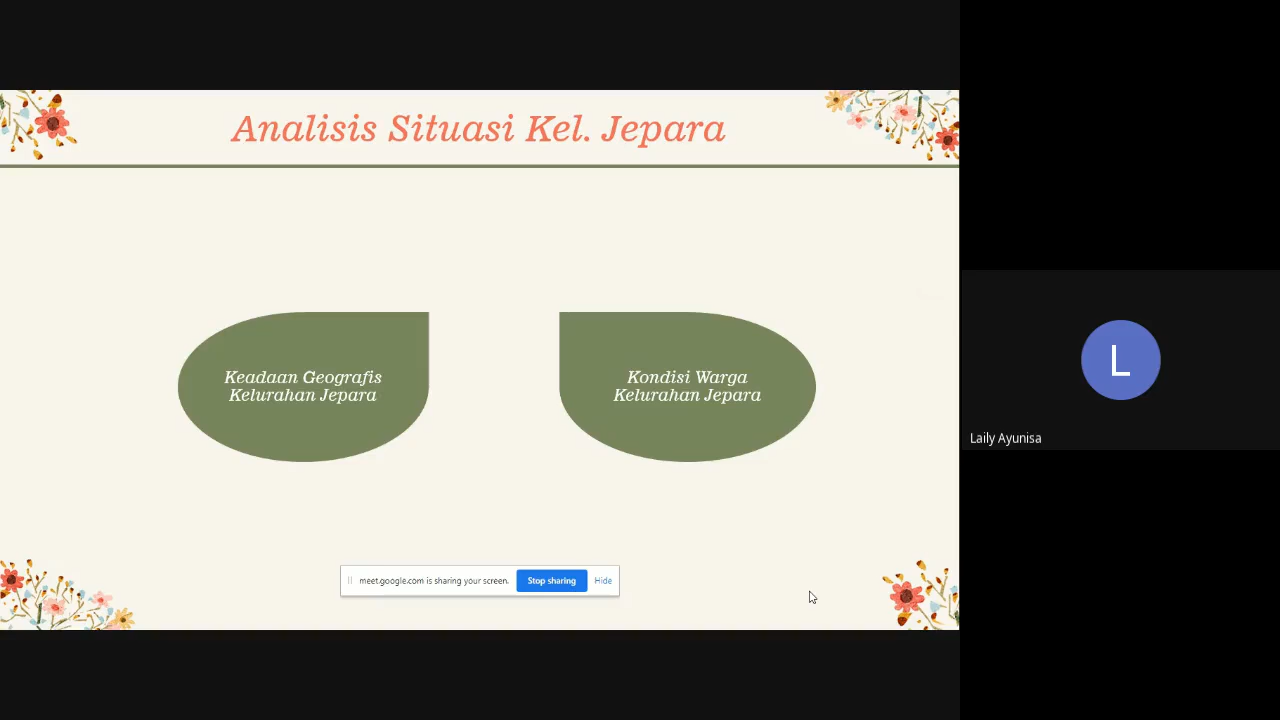 Analisis Situasi Kel. Jepara
Keadaan Geografis
Kelurahan Jepara
Kondisi Warga
Kelurahan Jepara
meet.google.com is sharing your screen.
Stop sharing
Hide
L
Laily Ayunisa